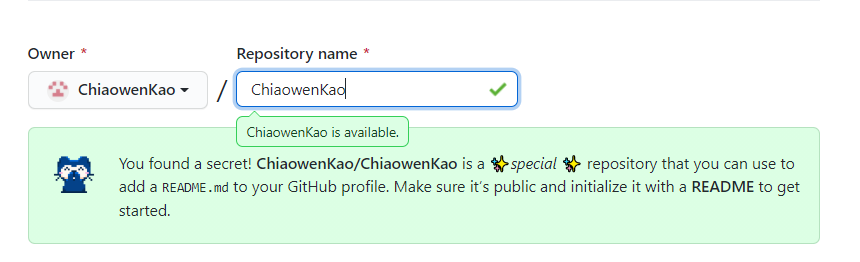 Owner *
Repository name *
ChiaowenKao
/
ChiaowenKao
ChiaowenKao is available.
You found a secret! ChiaowenKao/ChiaowenKao is a ✨special ✨ repository that you can use to
add a README.md to your GitHub profile. Make sure it's public and initialize it with a README to get
started.